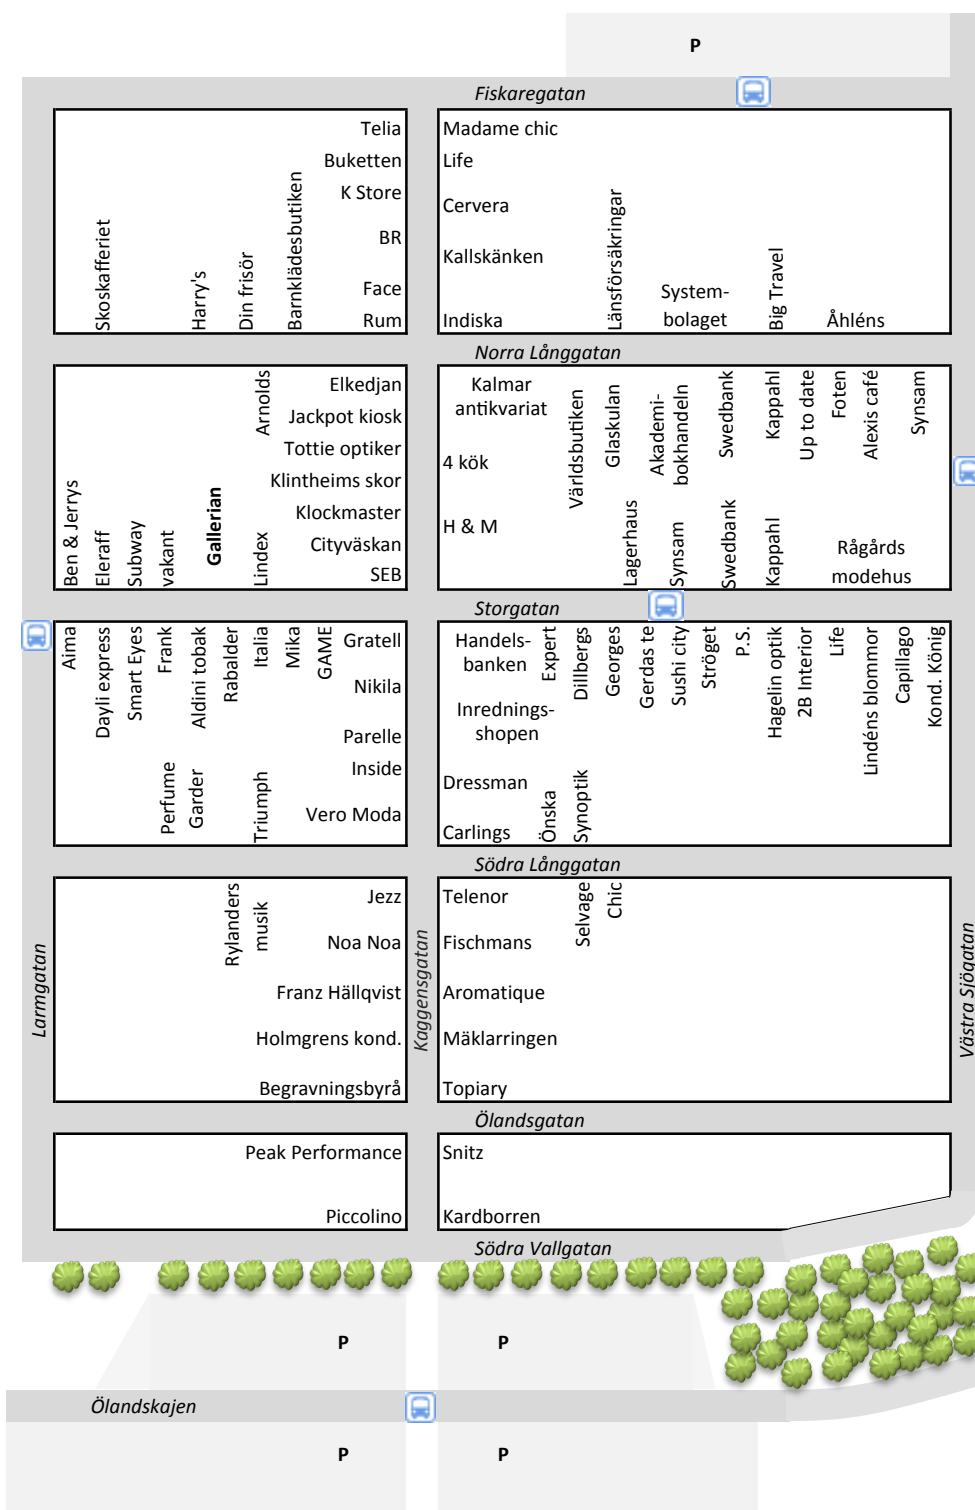 P
Fiskaregatan
Telia
Buketten
K Store
BR
Face
Rum
Skoskafferiet
Harry's
Din frisör
Barnklädesbutiken
Madame chic
Life
Cervera
Kallskänken
Indiska
Länsförsäkringar
System-
bolaget
Big Travel
Åhléns
Norra Långgatan
Elkedjan
Jackpot kiosk
Tottie optiker
Klintheims skor
Klockmaster
Cityväskan
SEB
Arnolds
Ben & Jerrys
Eleraff
Subway
vakant
Gallerian
Lindex
Kalmar
antikvariat
4 kök
H & M
Världsbutiken
Glaskulan
Akademi-
bokhandeln
Swedbank
Kappahl
Up to date
Foten
Alexis café
Synsam
Lagerhaus
Synsam
Swedbank
Kappahl
Rågårds
modehus
Storgatan
Aima
Dayli express
Smart Eyes
Frank
Aldini tobak
Rabalder
Italia
Mika
GAME
Gratell
Nikila
Parelle
Inside
Vero Moda
Perfume
Garder
Triumph
Handels-
banken
Inrednings-
shopen
Dressman
Carlings
Expert
Dillbergs
Georges
Gerdas te
Sushi city
Ströget
P.S.
Hagelin optik
2B Interior
Life
Lindéns blommor
Capillago
Kond. König
Önska
Synoptik
Södra Långgatan
Larmgatan
Rylanders
musik
Jezz
Noa Noa
Franz Hällqvist
Holmgrens kond.
Begravningsbyrå
Kaggensgatan
Telenor
Fischmans
Aromatique
Mäklarringen
Topiary
Selvage
Chic
Västra Sjögatan
Ölandsgatan
Peak Performance
Piccolino
Snitz
Kardborren
Södra Vallgatan
P
P
Ölandskajen
P
P